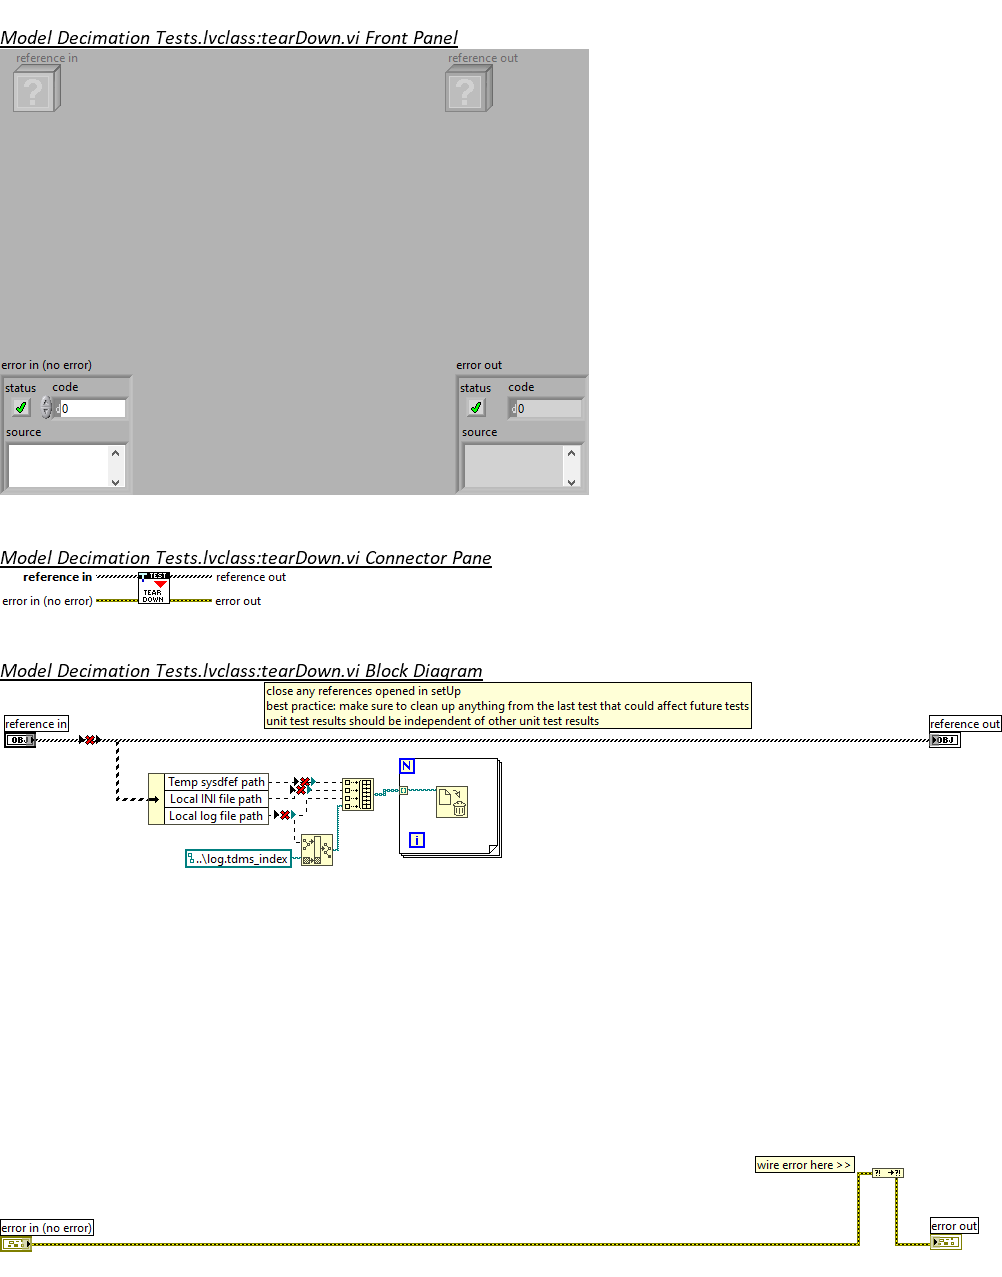 Model Decimation Tests.lvclass:tearDown.vi Front Panel
reference in
reference out
?
?
error in (no error)
error out
status
code
status
code
d
0
d
0
source
source
Model Decimation Tests.lvclass:tearDown.vi Connector Pane
reference in
TEST
reference out
TEAR
DOWN
error in (no error)
error out
Model Decimation Tests.lvclass:tearDown.vi Block Diagram
close any references opened in setUp
best practice: make sure to clean up anything from the last test that could affect future tests
unit test results should be independent of other unit test results
reference in
reference out
OBJ
OBJ
N
Temp sysdfef path
Local INI file path
Local log file path
i
..\log.tdms_index
wire error here >>
?! ?!
error in (no error)
error out